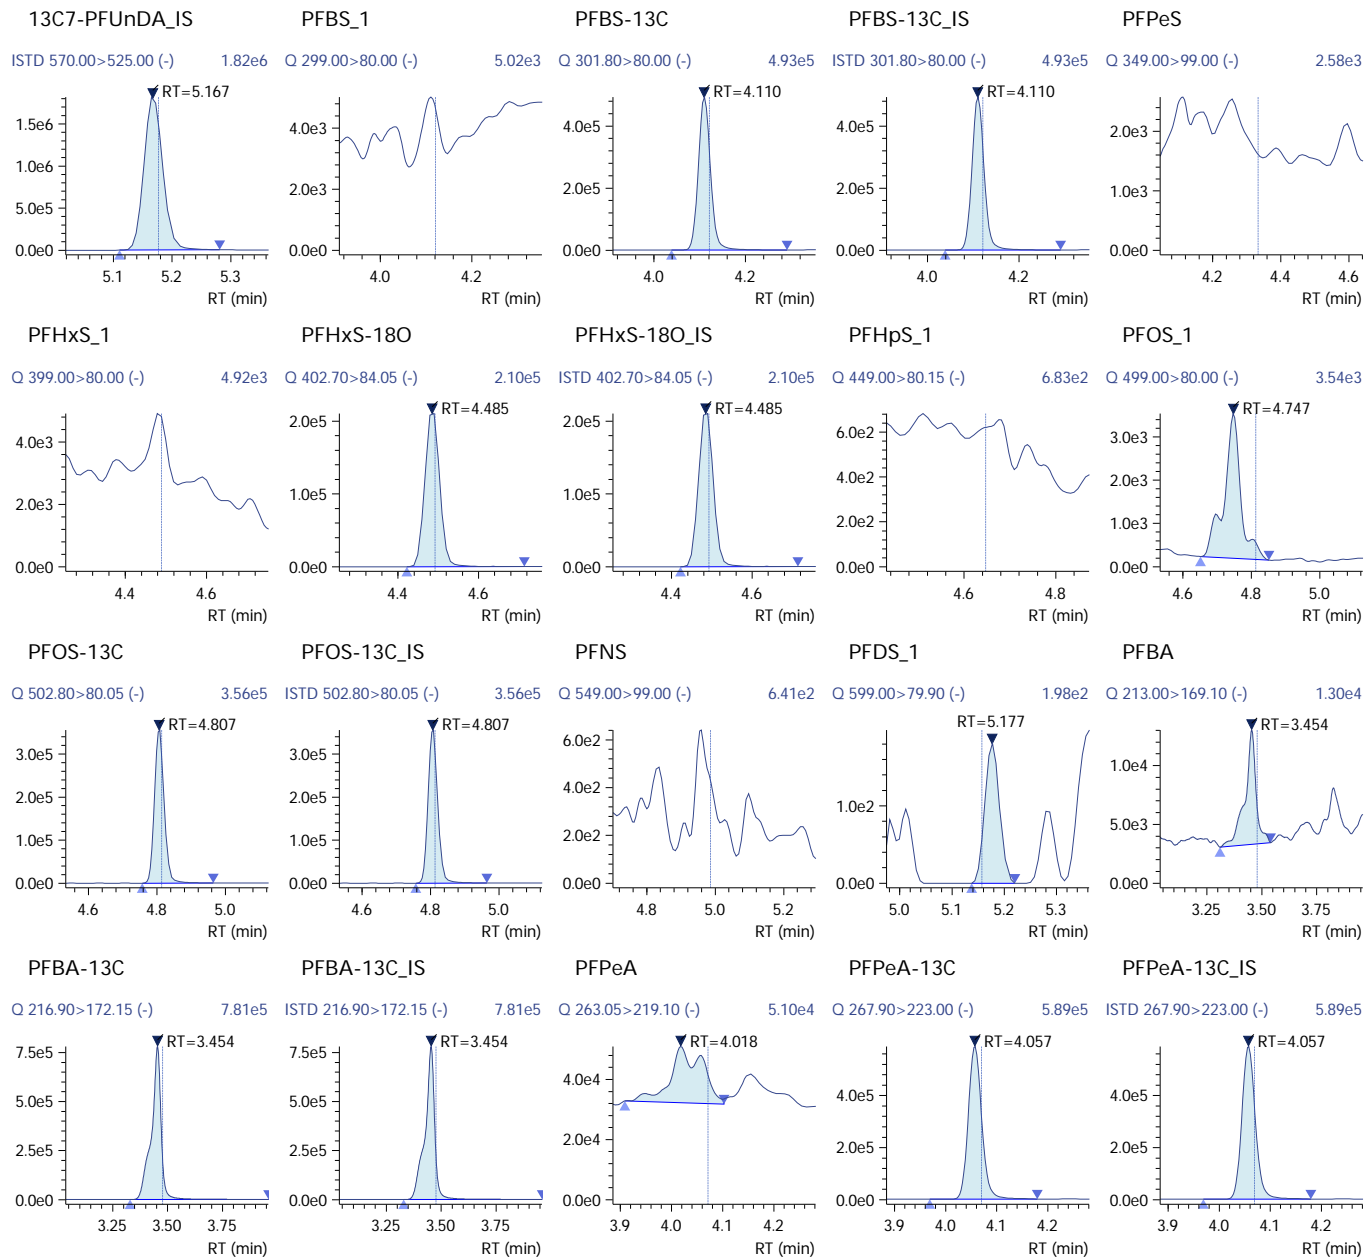 13C7-PFUnDA_IS
ISTD 570.00>525.00 (-) 1.82e6
RT=5.167
1.5e6
1.0e6
5.0e5
0.0e0
5.1 5.2 5.3
RT (min)
PFBS_1
Q 299.00>80.00 (-) 5.02e3
4.0e3
2.0e3
0.0e0
4.0 4.2
RT (min)
PFBS-13C
Q 301.80>80.00 (-) 4.93e5
RT=4.110
4.0e5
2.0e5
0.0e0
4.0 4.2
RT (min)
PFBS-13C_IS
ISTD 301.80>80.00 (-) 4.93e5
RT=4.110
4.0e5
2.0e5
0.0e0
4.0 4.2
RT (min)
PFPeS
Q 349.00>99.00 (-) 2.58e3
2.0e3
1.0e3
0.0e0
4.2 4.4 4.6
RT (min)
PFHxS_1
Q 399.00>80.00 (-) 4.92e3
4.0e3
2.0e3
0.0e0
4.4 4.6
RT (min)
PFHxS-18O
Q 402.70>84.05 (-) 2.10e5
RT=4.485
2.0e5
1.0e5
0.0e0
4.4 4.6
RT (min)
PFHxS-18O_IS
ISTD 402.70>84.05 (-) 2.10e5
RT=4.485
2.0e5
1.0e5
0.0e0
4.4 4.6
RT (min)
PFHpS_1
Q 449.00>80.15 (-) 6.83e2
6.0e2
4.0e2
2.0e2
0.0e0
4.6 4.8
RT (min)
PFOS_1
Q 499.00>80.00 (-) 3.54e3
RT=4.747
3.0e3
2.0e3
1.0e3
0.0e0
4.6 4.8 5.0
RT (min)
PFOS-13C
Q 502.80>80.05 (-) 3.56e5
RT=4.807
3.0e5
2.0e5
1.0e5
0.0e0
4.6 4.8 5.0
RT (min)
PFOS-13C_IS
ISTD 502.80>80.05 (-) 3.56e5
RT=4.807
3.0e5
2.0e5
1.0e5
0.0e0
4.6 4.8 5.0
RT (min)
PFNS
Q 549.00>99.00 (-) 6.41e2
6.0e2
4.0e2
2.0e2
0.0e0
4.8 5.0 5.2
RT (min)
PFDS_1
Q 599.00>79.90 (-) 1.98e2
RT=5.177
1.0e2
0.0e0
5.0 5.1 5.2 5.3
RT (min)
PFBA
Q 213.00>169.10 (-) 1.30e4
RT=3.454
1.0e4
5.0e3
0.0e0
3.25 3.50 3.75
RT (min)
PFBA-13C
Q 216.90>172.15 (-) 7.81e5
RT=3.454
7.5e5
5.0e5
2.5e5
0.0e0
3.25 3.50 3.75
RT (min)
PFBA-13C_IS
ISTD 216.90>172.15 (-) 7.81e5
RT=3.454
7.5e5
5.0e5
2.5e5
0.0e0
3.25 3.50 3.75
RT (min)
PFPeA
Q 263.05>219.10 (-) 5.10e4
RT=4.018
4.0e4
2.0e4
0.0e0
3.9 4.0 4.1 4.2
RT (min)
PFPeA-13C
Q 267.90>223.00 (-) 5.89e5
RT=4.057
4.0e5
2.0e5
0.0e0
3.9 4.0 4.1 4.2
RT (min)
PFPeA-13C_IS
ISTD 267.90>223.00 (-) 5.89e5
RT=4.057
4.0e5
2.0e5
0.0e0
3.9 4.0 4.1 4.2
RT (min)